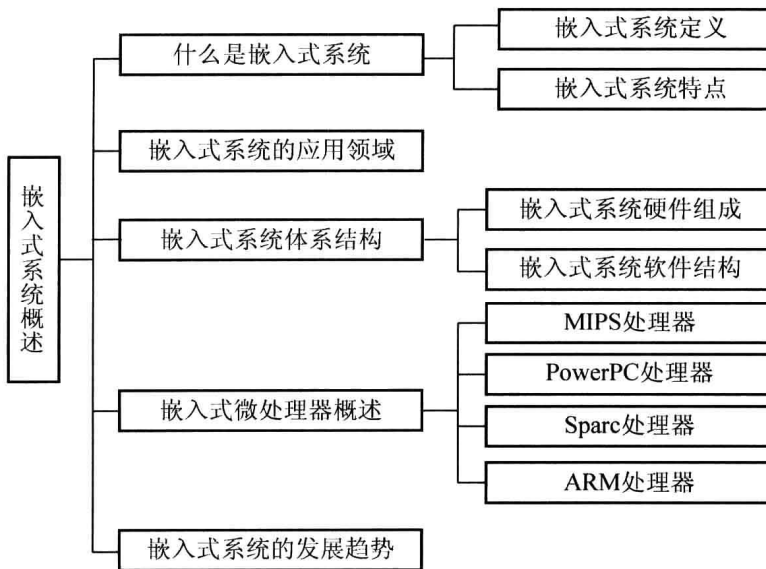 嵌入式系统概述
什么是嵌入式系统
嵌入式系统定义
嵌入式系统特点
嵌入式系统的应用领域
嵌入式系统体系结构
嵌入式系统硬件组成
嵌入式系统软件结构
嵌入式微处理器概述
MIPS处理器
PowerPC处理器
Sparc处理器
ARM处理器
嵌入式系统的发展趋势